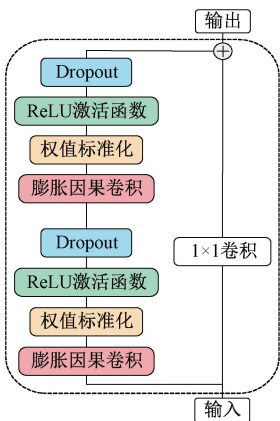 输出
+
Dropout
ReLU激活函数
权值标准化
膨胀因果卷积
Dropout
1×1卷积
ReLU激活函数
权值标准化
膨胀因果卷积
输入